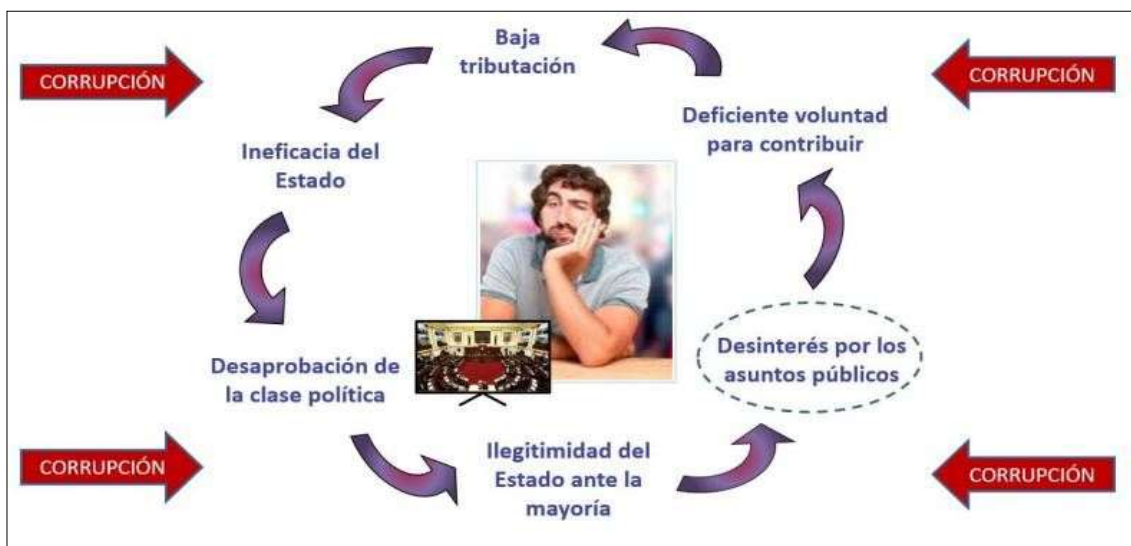 Baja
tributación
CORRUPCIÓN
CORRUPCIÓN
Deficiente voluntad
para contribuir
Ineficacia del
Estado
Desinterés por los
asuntos públicos
Desaprobación de
la clase política
Ilegitimidad del
Estado ante la
mayoría
CORRUPCIÓN
CORRUPCIÓN